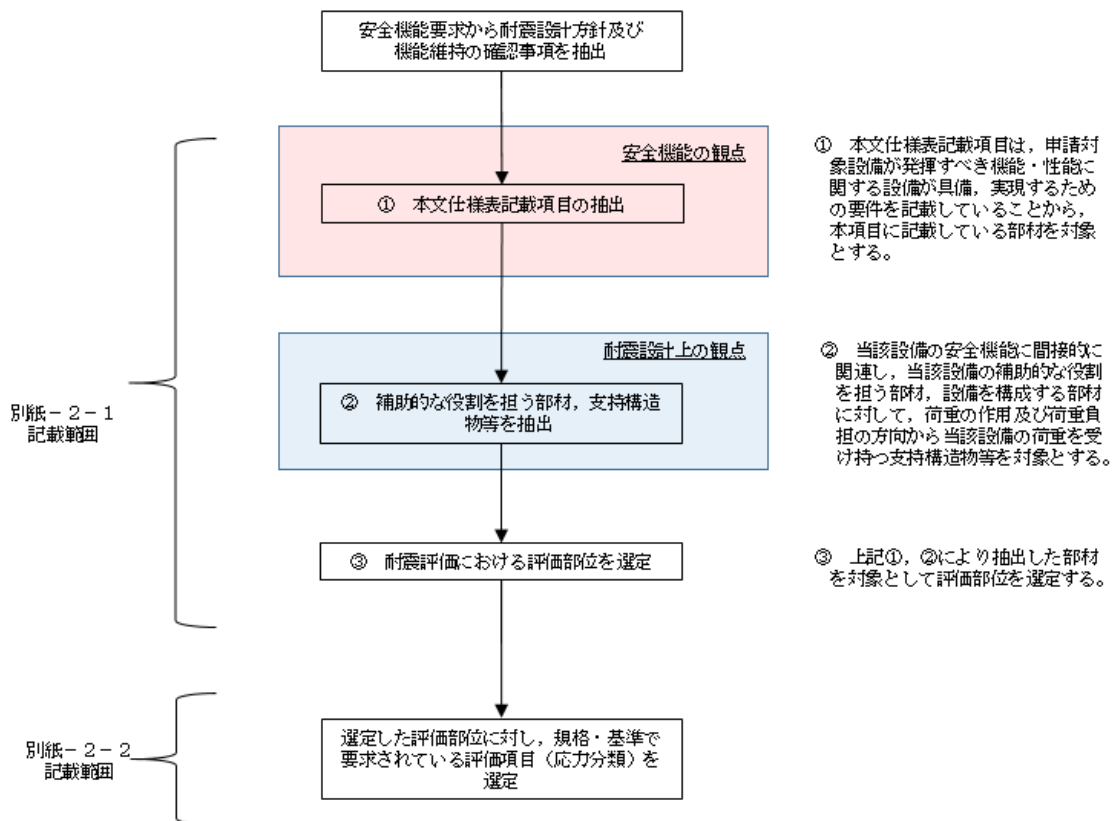 安全機能要求から耐震設計方針及び
機能維持の確認事項を抽出
安全機能の観点
① 本文仕様表記載項目の抽出
① 本文仕様表記載項目は，申請対
象設備が発揮すべき機能・性能に
関する設備が具備，実現するため
の要件を記載していることから，
本項目に記載している部材を対象
とする。
耐震設計上の観点
② 補助的な役割を担う部材，支持構造
物等を抽出
② 当該設備の安全機能に間接的に
関連し，当該設備の補助的な役割
を担う部材，設備を構成する部材
に対して，荷重の作用及び荷重負
担の方向から当該設備の荷重を受
け持つ支持構造物等を対象とする。
別紙－２－１
記載範囲
③ 耐震評価における評価部位を選定
③ 上記①，②により抽出した部材
を対象として評価部位を選定する。
別紙－２－２
記載範囲
選定した評価部位に対し，規格・基準で
要求されている評価項目（応力分類）を
選定